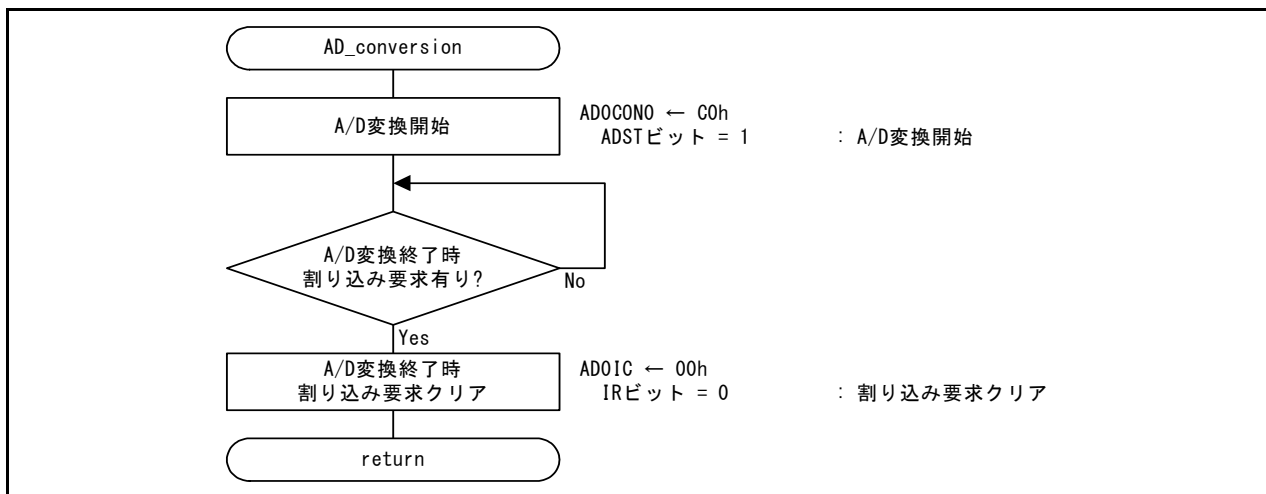 AD_conversion
A/D変換開始
AD0CON0 ← C0h
ADSTビット = 1 : A/D変換開始
A/D変換終了時
割り込み要求有り?
No
Yes
A/D変換終了時
割り込み要求クリア
AD0IC ← 00h
IRビット = 0 : 割り込み要求クリア
return